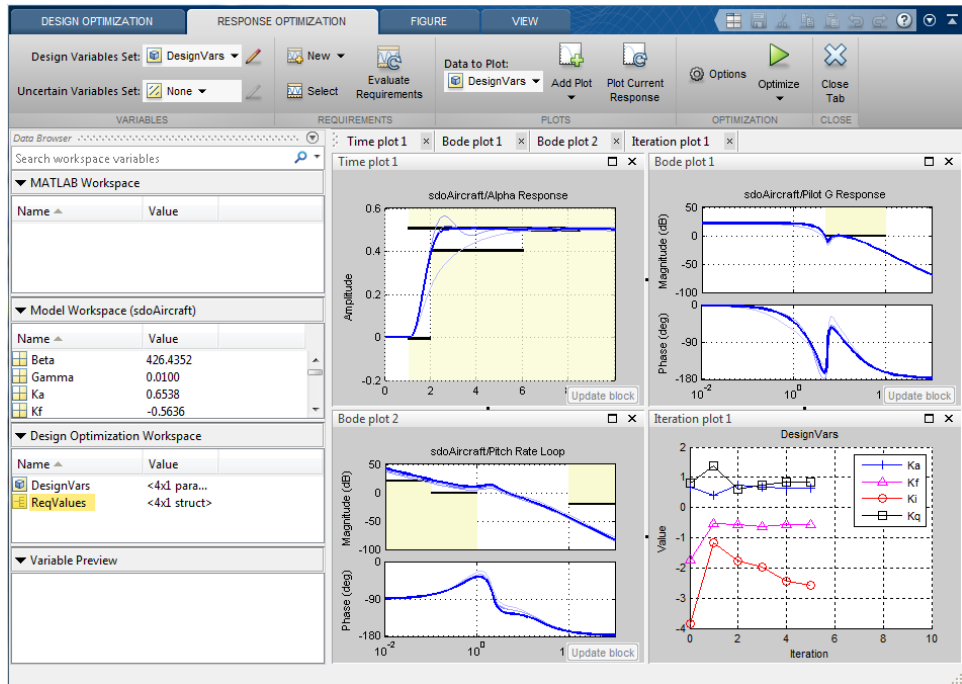 DESIGN OPTIMIZATION RESPONSE OPTIMIZATION FIGURE VIEW
Design Variables Set: DesignVars
Uncertain Variables Set: None
VARIABLES
New
Select
Evaluate
Requirements
REQUIREMENTS
Data to Plot:
DesignVars
Add Plot
Plot Current
Response
PLOTS
Options
Optimize
OPTIMIZATION
Close
Tab
CLOSE
Data Browser
Search workspace variables
MATLAB Workspace
Name Value
Model Workspace (sdoAircraft)
Name Value
Beta 426.4352
Gamma 0.0100
Ka 0.6538
Kf -0.5636
Design Optimization Workspace
Name Value
DesignVars <4x1 para...
ReqValues <4x1 struct>
Variable Preview
Time plot 1 × Bode plot 1 × Bode plot 2 × Iteration plot 1 ×
Time plot 1
sdoAircraft/Alpha Response
Amplitude
0.6
0.4
0.2
0
-0.2
0 2 4 6 8
Update block
Bode plot 1
sdoAircraft/Pilot G Response
Magnitude (dB)
50
0
-50
-100
Phase (deg)
0
-90
-180
10-2 100 1
Update block
Bode plot 2
sdoAircraft/Pitch Rate Loop
Magnitude (dB)
50
0
-50
-100
Phase (deg)
0
-90
-180
10-2 100 1
Update block
Iteration plot 1
DesignVars
Value
2
1
0
-1
-2
-3
-4
0 2 4 6 8 10
Iteration
Ka
Kf
Ki
Kq